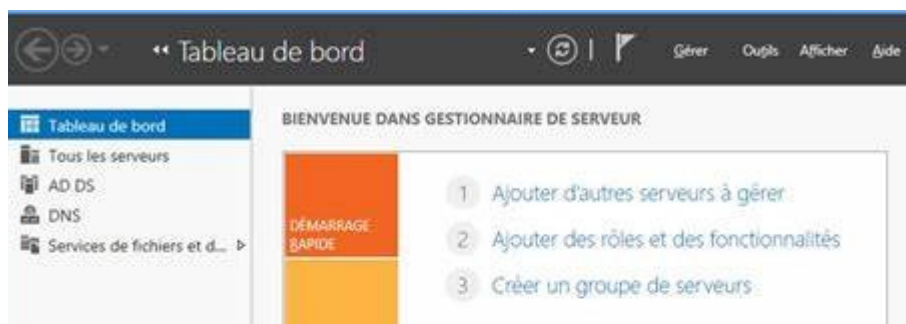 Tableau de bord
Gérer Outils Afficher Aide
Tableau de bord
Tous les serveurs
AD DS
DNS
Services de fichiers et d...
BIENVENUE DANS GESTIONNAIRE DE SERVEUR
DÉMARRAGE
RAPIDE
1 Ajouter d'autres serveurs à gérer
2 Ajouter des rôles et des fonctionnalités
3 Créer un groupe de serveurs